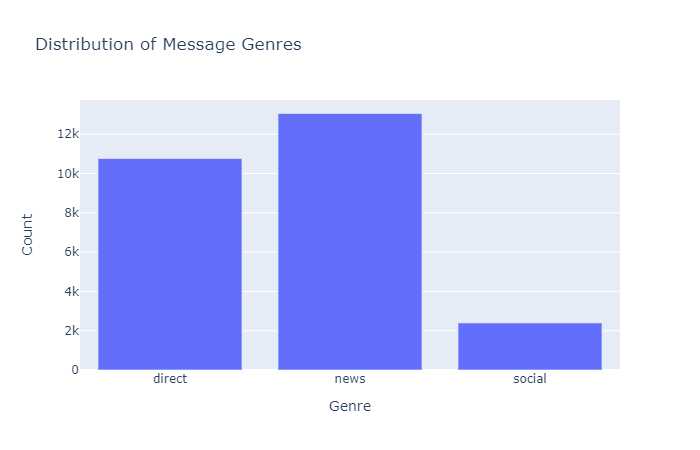 Distribution of Message Genres
12k
10k
8k
6k
4k
2k
0
Count
direct news social
Genre